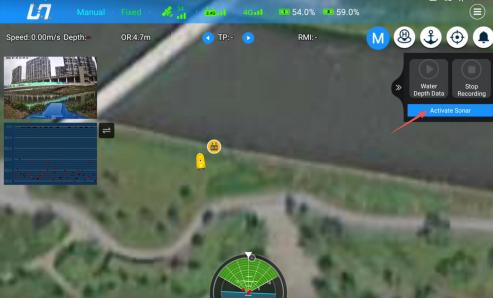 Manual Fixed 4G 54.0% 59.0%
Speed:0.00m/s Depth:- OR:4.7m TP:- RMI:-
M
Water
Depth Data
Stop
Recording
Activate Sonar